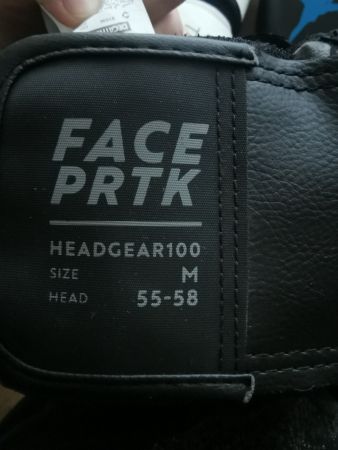 FACE
PRTK
HEADGEAR100
SIZE M
HEAD 55-58